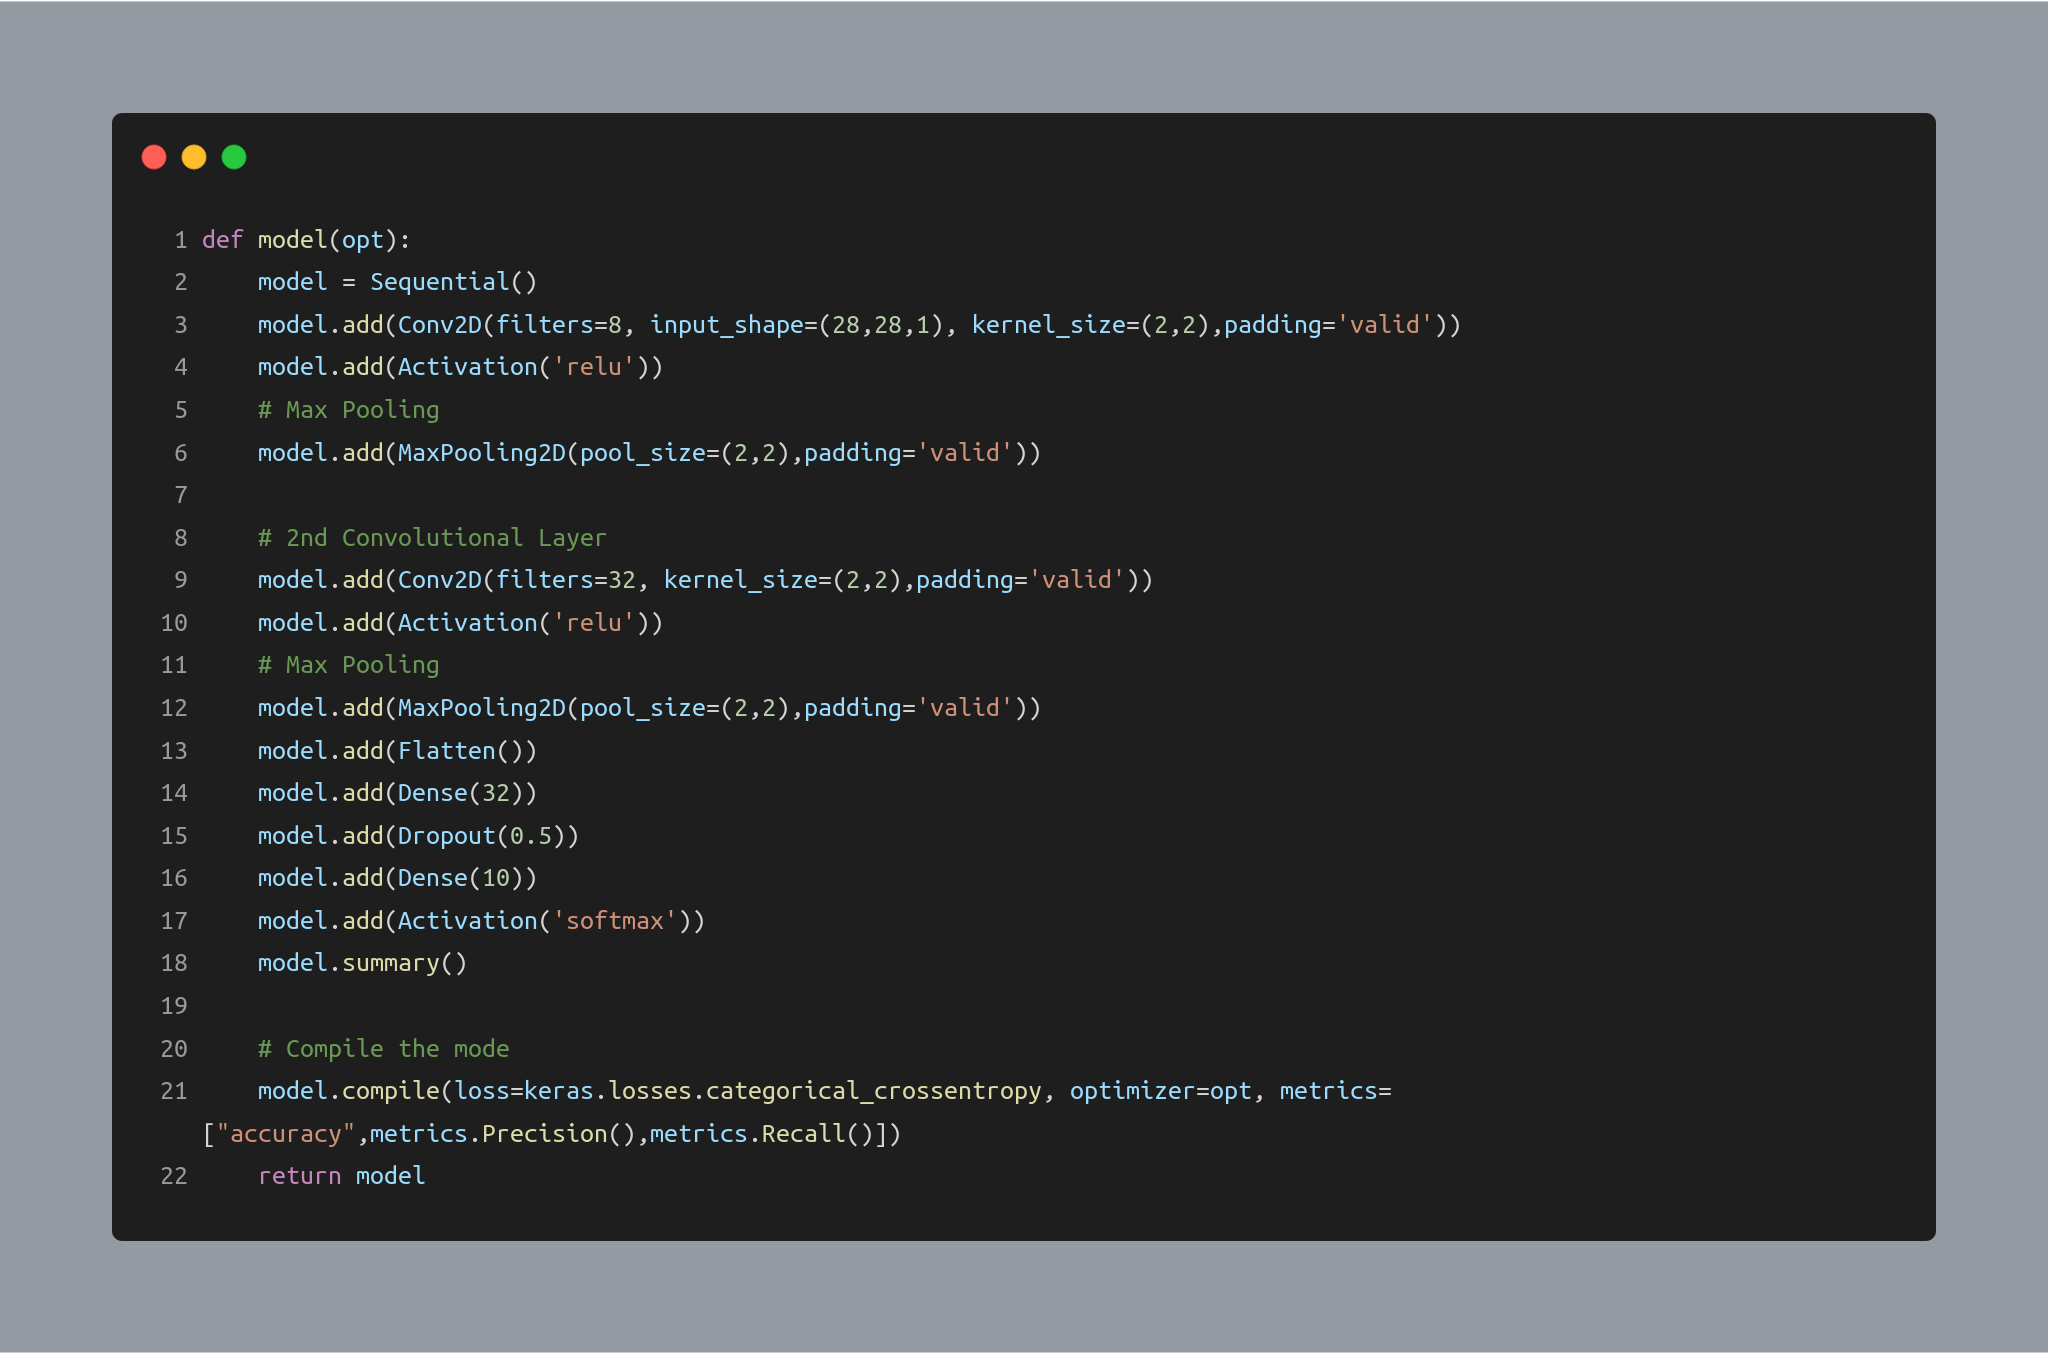 1 def model(opt):
2     model = Sequential()
3     model.add(Conv2D(filters=8, input_shape=(28,28,1), kernel_size=(2,2),padding='valid'))
4     model.add(Activation('relu'))
5     # Max Pooling
6     model.add(MaxPooling2D(pool_size=(2,2),padding='valid'))
7
8     # 2nd Convolutional Layer
9     model.add(Conv2D(filters=32, kernel_size=(2,2),padding='valid'))
10     model.add(Activation('relu'))
11     # Max Pooling
12     model.add(MaxPooling2D(pool_size=(2,2),padding='valid'))
13     model.add(Flatten())
14     model.add(Dense(32))
15     model.add(Dropout(0.5))
16     model.add(Dense(10))
17     model.add(Activation('softmax'))
18     model.summary()
19
20     # Compile the mode
21     model.compile(loss=keras.losses.categorical_crossentropy, optimizer=opt, metrics=
["accuracy",metrics.Precision(),metrics.Recall()])
22     return model